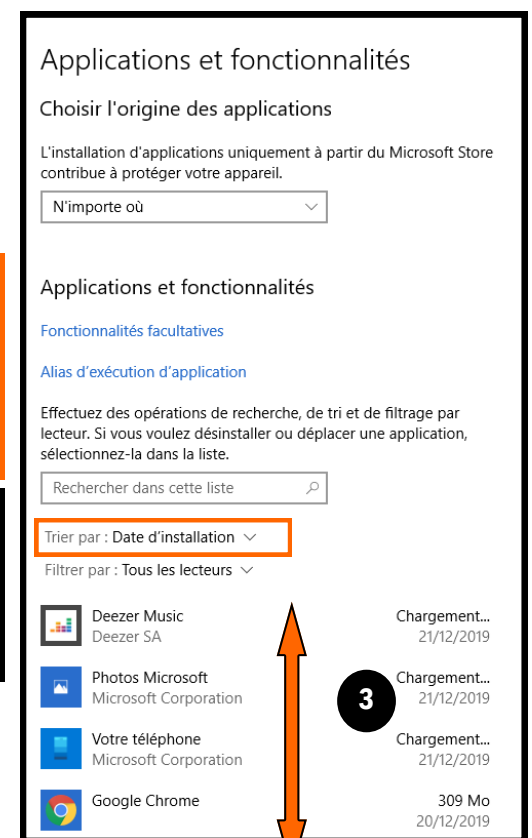 Applications et fonctionnalités
Choisir l'origine des applications
L'installation d'applications uniquement à partir du Microsoft Store
contribue à protéger votre appareil.
N'importe où
Applications et fonctionnalités
Fonctionnalités facultatives
Alias d’exécution d’application
Effectuez des opérations de recherche, de tri et de filtrage par
lecteur. Si vous voulez désinstaller ou déplacer une application,
sélectionnez-la dans la liste.
Rechercher dans cette liste
Trier par : Date d’installation
Filtrer par : Tous les lecteurs
Deezer Music Chargement...
Deezer SA 21/12/2019
Photos Microsoft Chargement...
Microsoft Corporation 21/12/2019
3
Votre téléphone Chargement...
Microsoft Corporation 21/12/2019
Google Chrome 309 Mo
20/12/2019